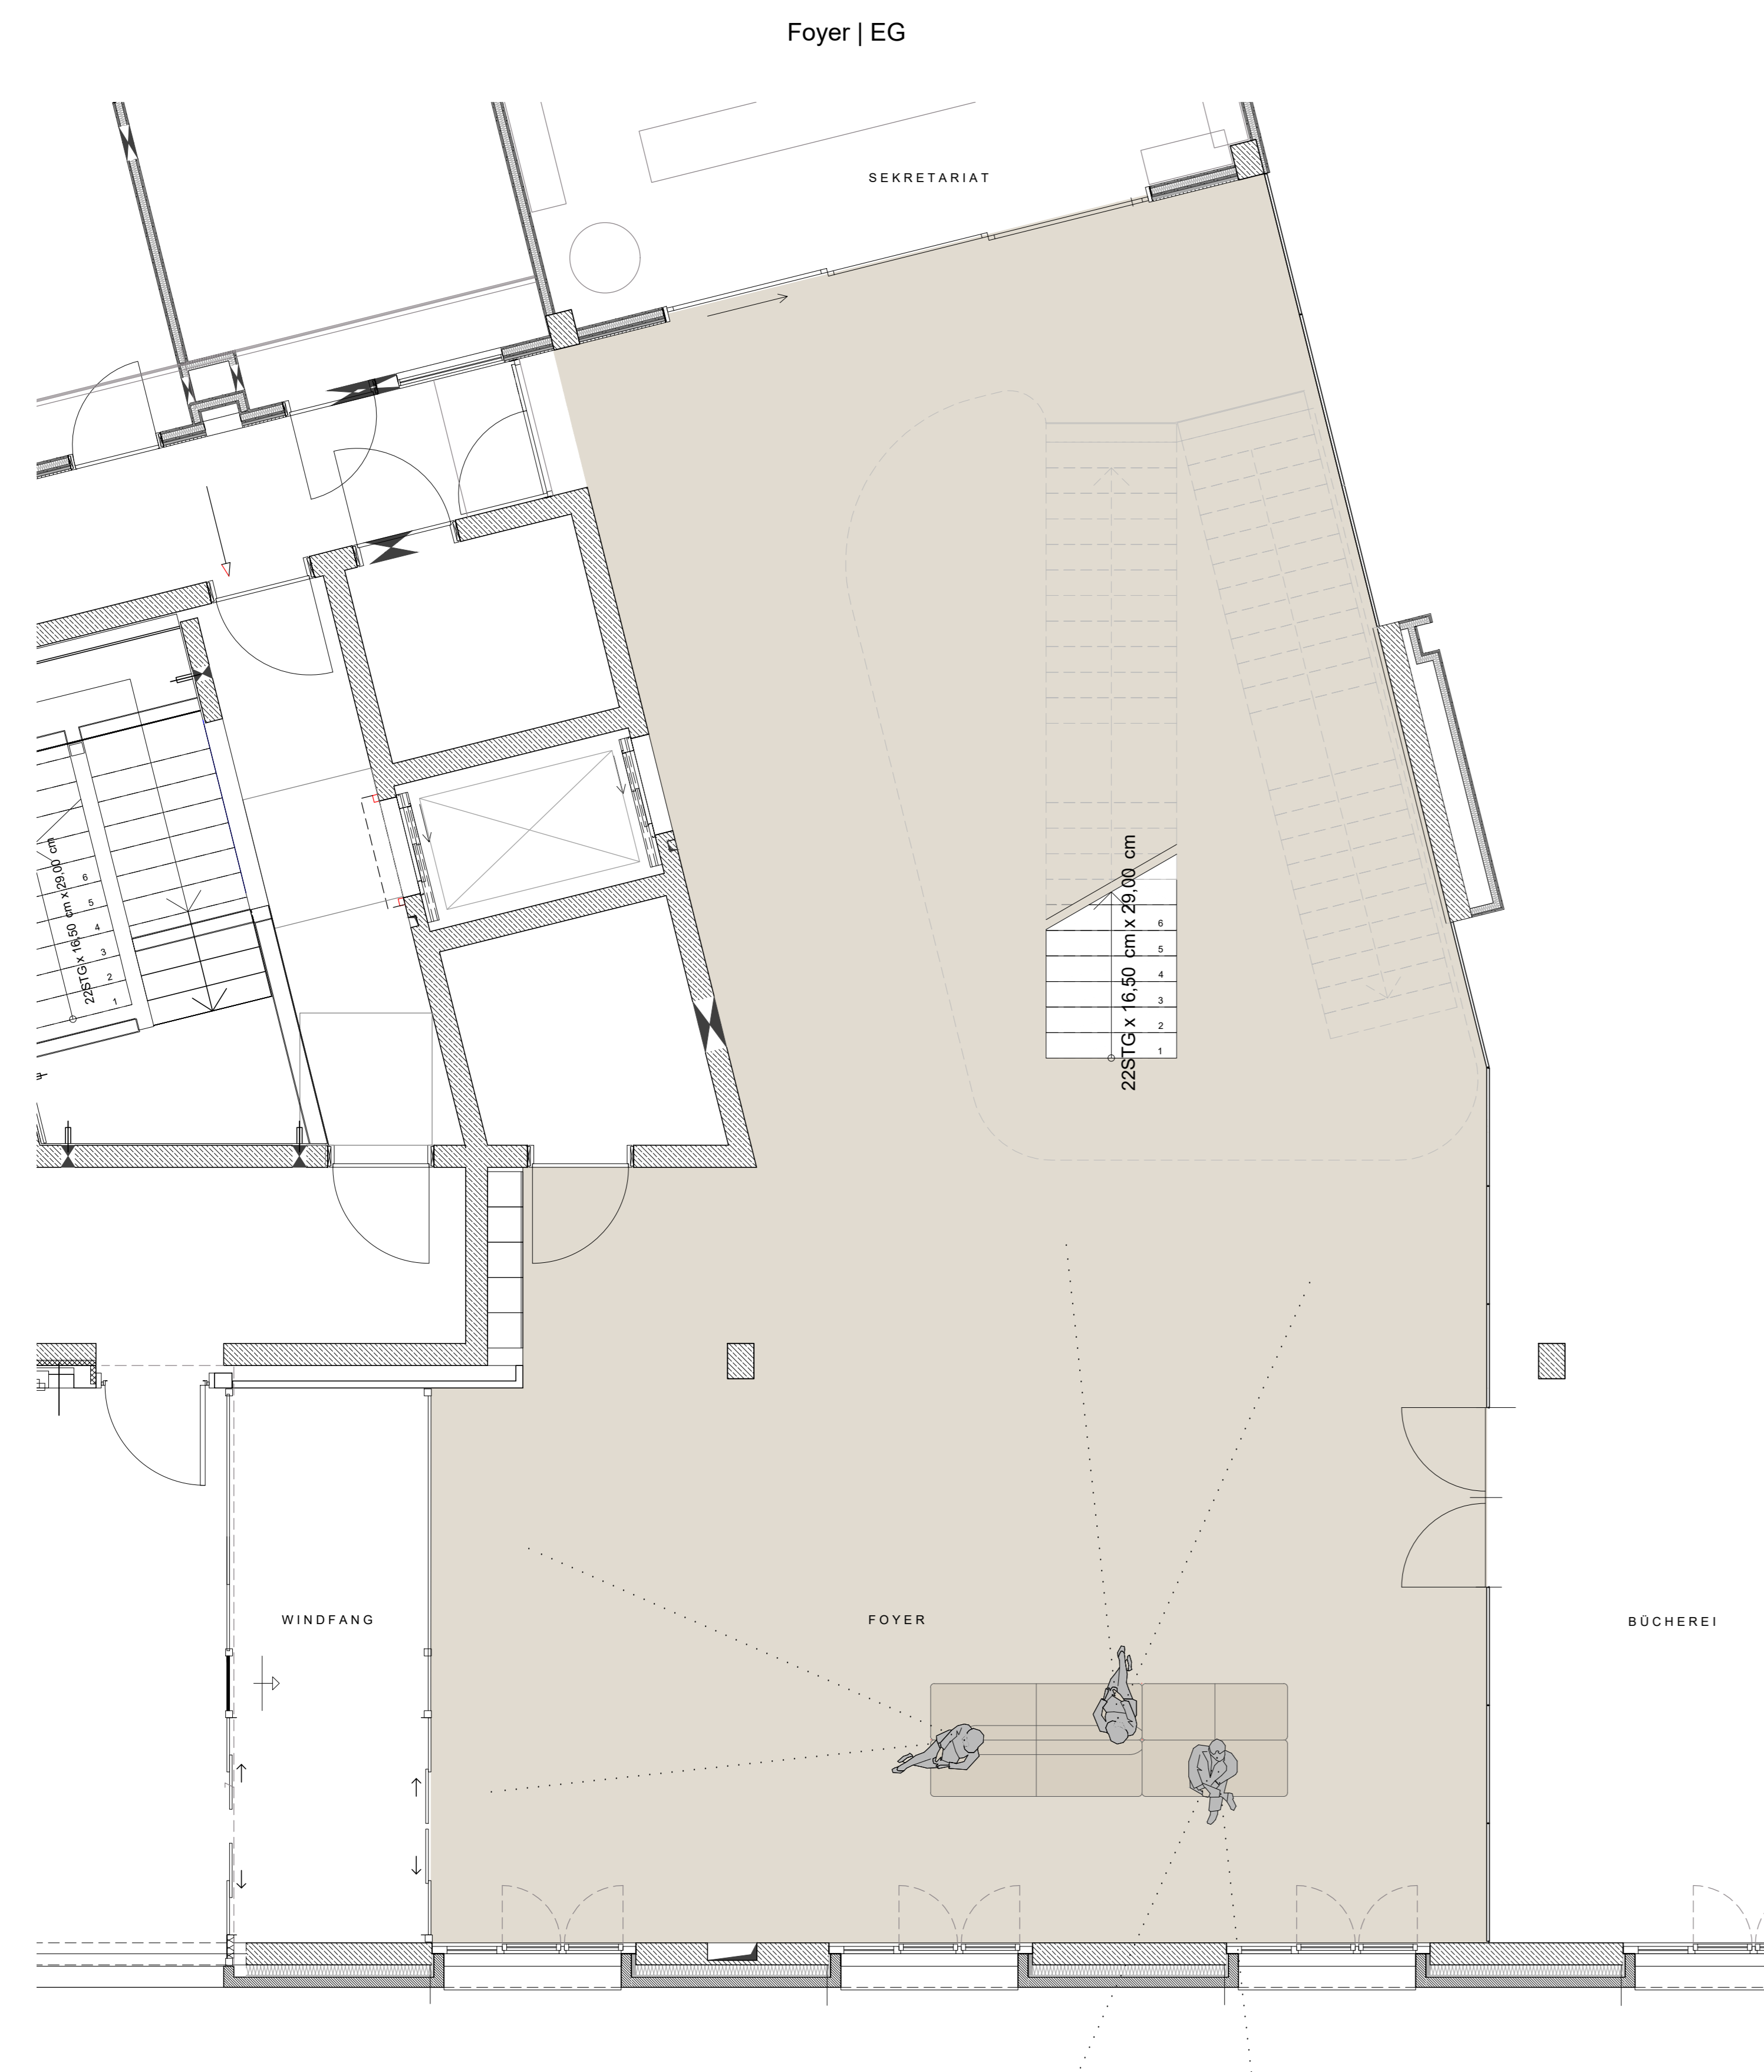 Foyer | EG
SEKRETARIAT
22STG x 16,50 cm x 29,00 cm
6
5
4
3
2
1
22STG x 16,50 cm x 29,00 cm
6
5
4
3
2
1
WINDFANG
FOYER
BÜCHEREI